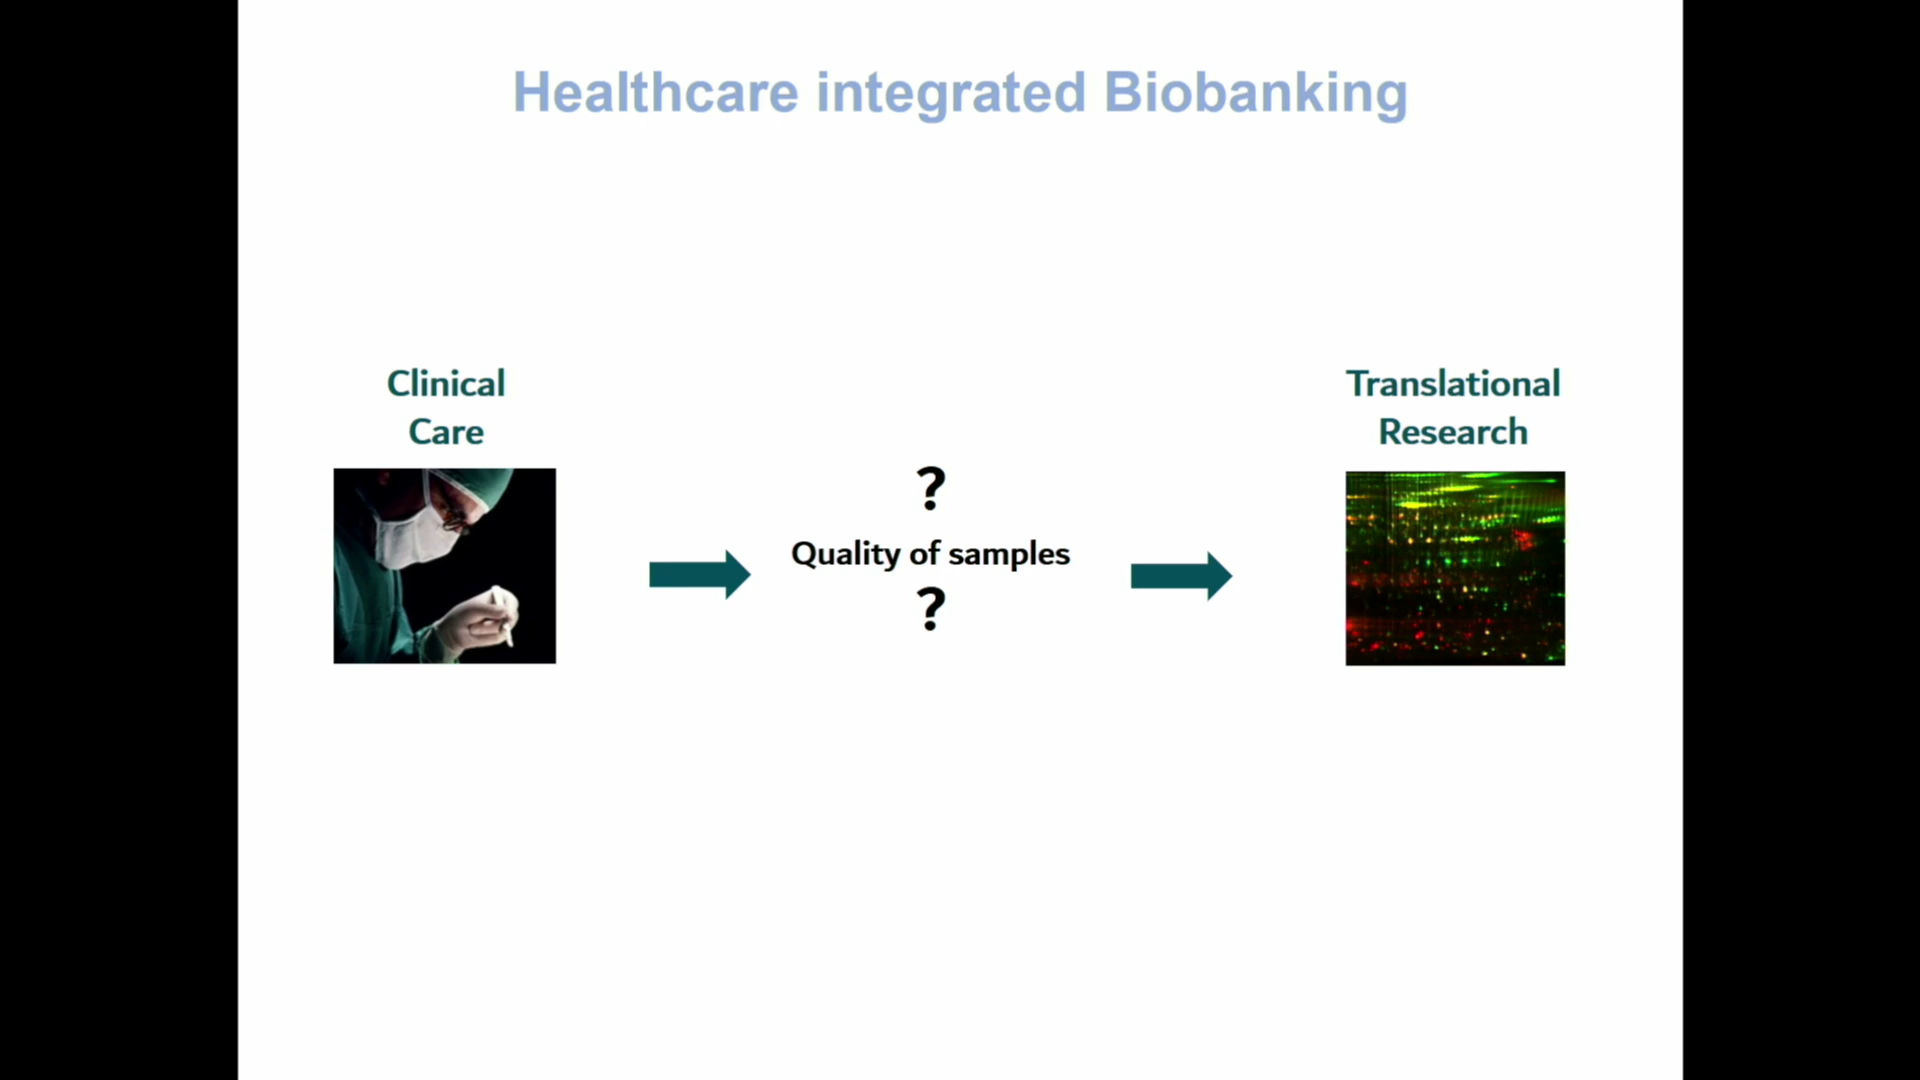 Healthcare integrated Biobanking
Clinical
Care
?
Quality of samples
?
Translational
Research